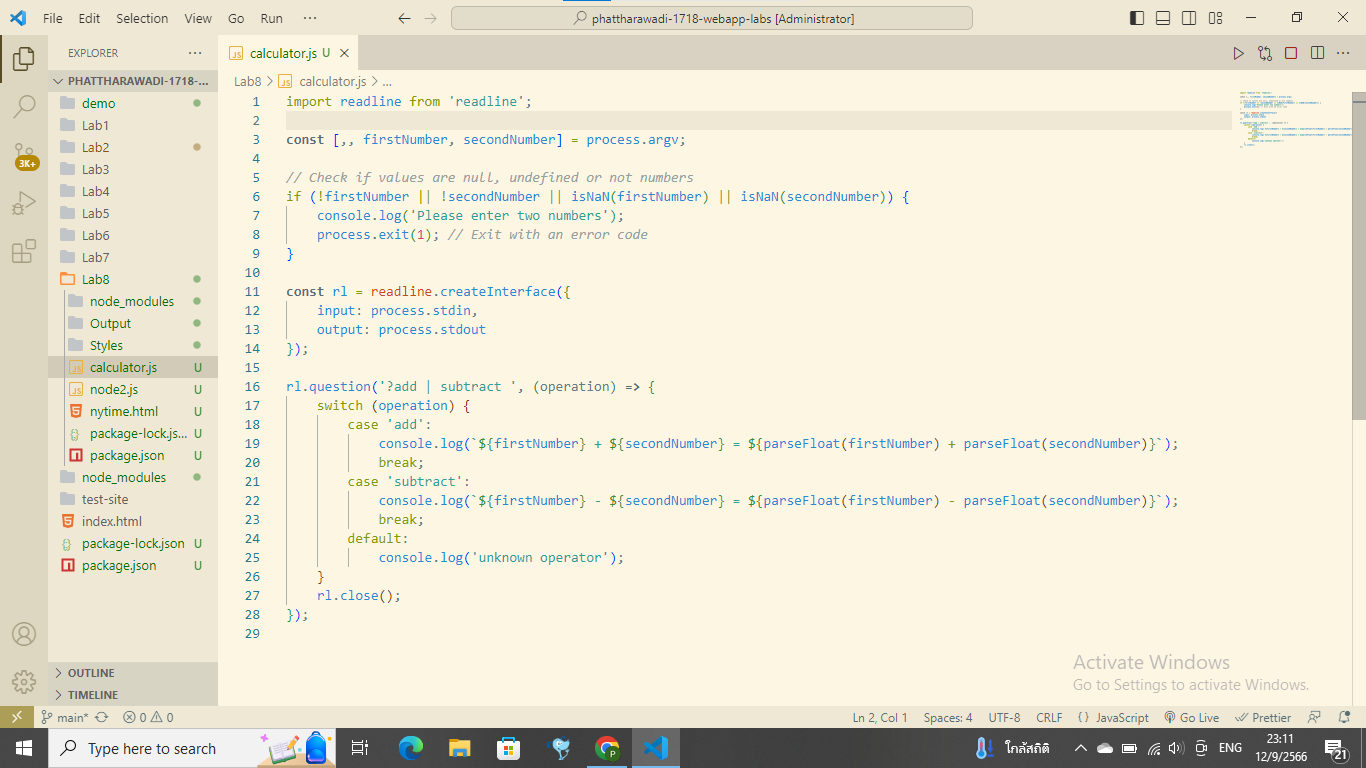 File Edit Selection View Go Run ···
phattharawadi-1718-webapp-labs [Administrator]
EXPLORER ···
PHATTHARAWADI-1718-...
demo
Lab1
Lab2
Lab3
Lab4
Lab5
Lab6
Lab7
Lab8
node_modules
Output
Styles
JS calculator.js U
JS node2.js U
nytime.html U
{} package-lock.js... U
package.json U
node_modules
test-site
index.html
{} package-lock.json U
package.json U
OUTLINE
TIMELINE
3K+
JS calculator.js U ×
Lab8 > JS calculator.js > ...
1 import readline from 'readline';
2
3 const [,, firstNumber, secondNumber] = process.argv;
4
5 // Check if values are null, undefined or not numbers
6 if (!firstNumber || !secondNumber || isNaN(firstNumber) || isNaN(secondNumber)) {
7 console.log('Please enter two numbers');
8 process.exit(1); // Exit with an error code
9 }
10
11 const rl = readline.createInterface({
12 input: process.stdin,
13 output: process.stdout
14 });
15
16 rl.question('?add | subtract ', (operation) => {
17 switch (operation) {
18 case 'add':
19 console.log(`${firstNumber} + ${secondNumber} = ${parseFloat(firstNumber) + parseFloat(secondNumber)}`);
20 break;
21 case 'subtract':
22 console.log(`${firstNumber} - ${secondNumber} = ${parseFloat(firstNumber) - parseFloat(secondNumber)}`);
23 break;
24 default:
25 console.log('unknown operator');
26 }
27 rl.close();
28 });
29
Activate Windows
Go to Settings to activate Windows.
main* 0 0 Ln 2, Col 1 Spaces: 4 UTF-8 CRLF {} JavaScript Go Live Prettier
Type here to search
ใกล้สถิติ
ENG
23:11
12/9/2566
21